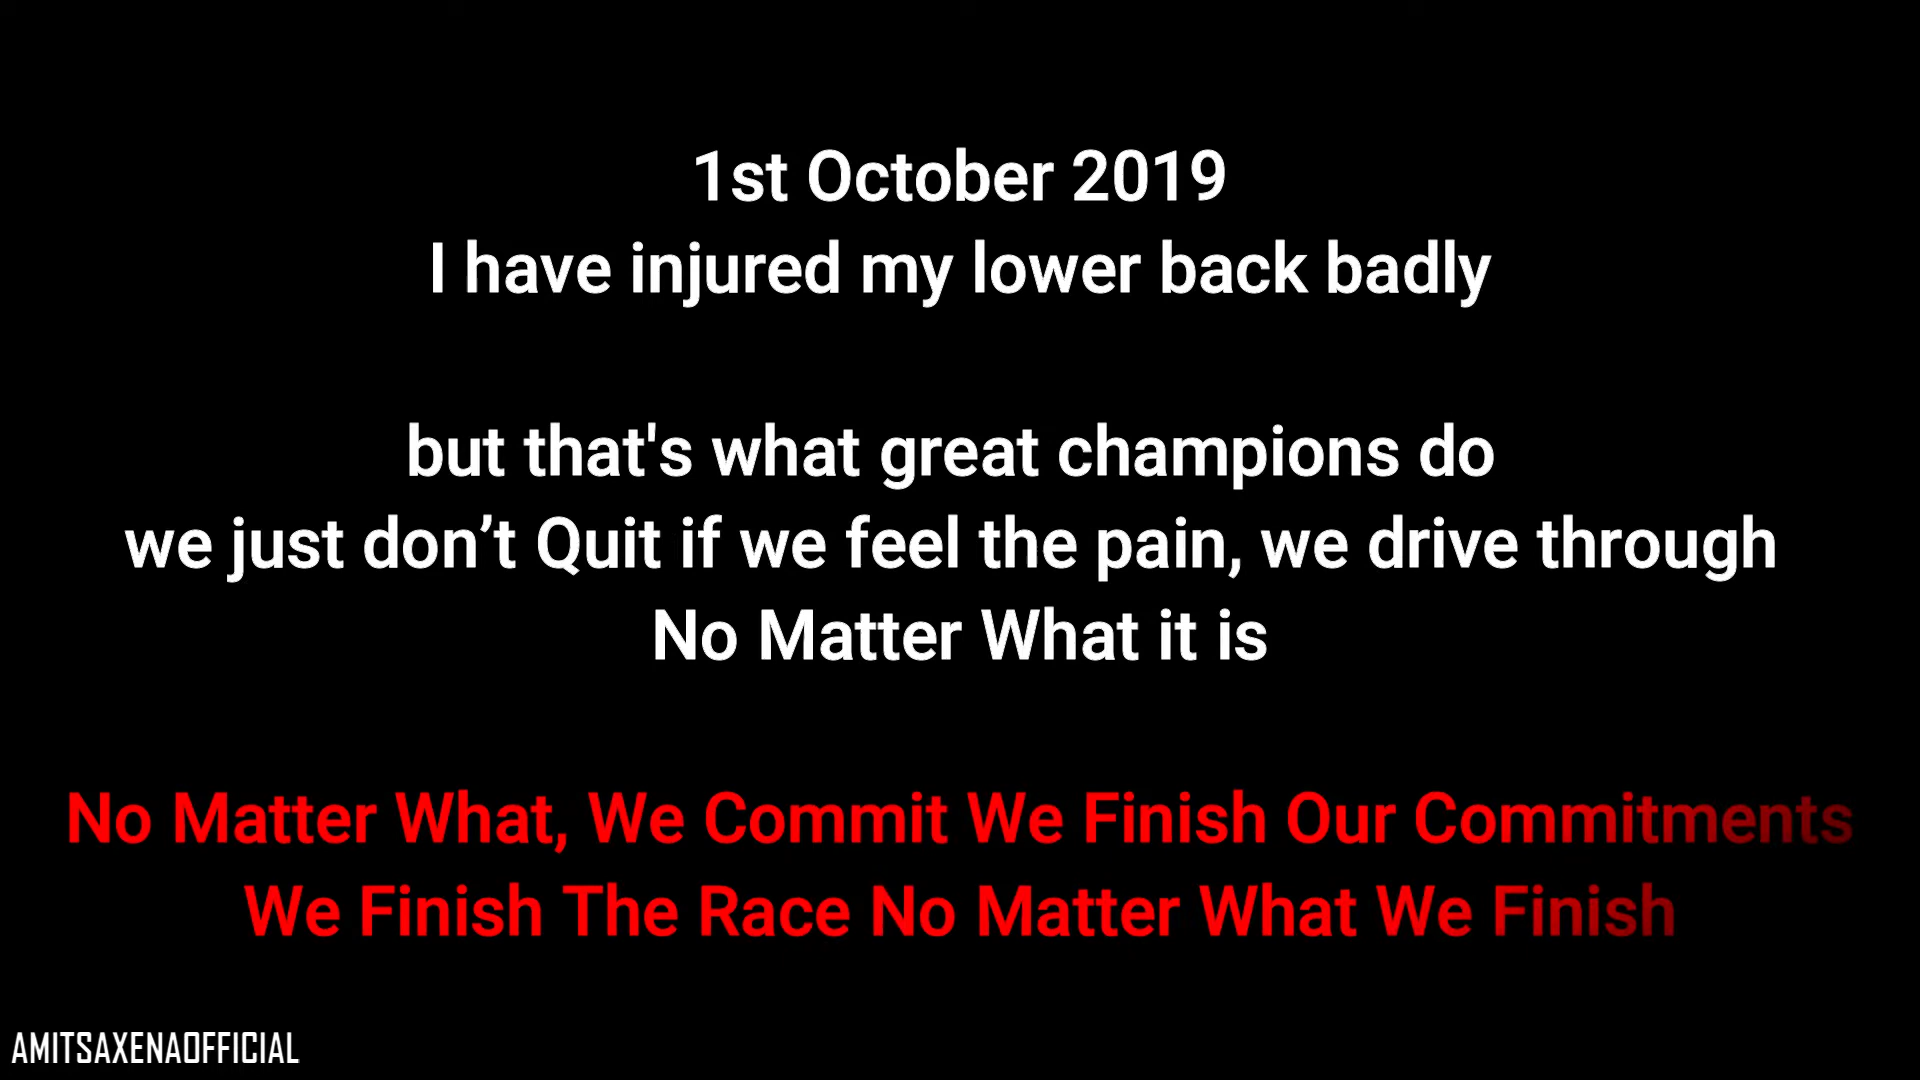 1st October 2019
I have injured my lower back badly
but that's what great champions do
we just don’t Quit if we feel the pain, we drive through
No Matter What it is
No Matter What, We Commit We Finish Our Commitments
We Finish The Race No Matter What We Finish
AMITSAXENAOFFICIAL